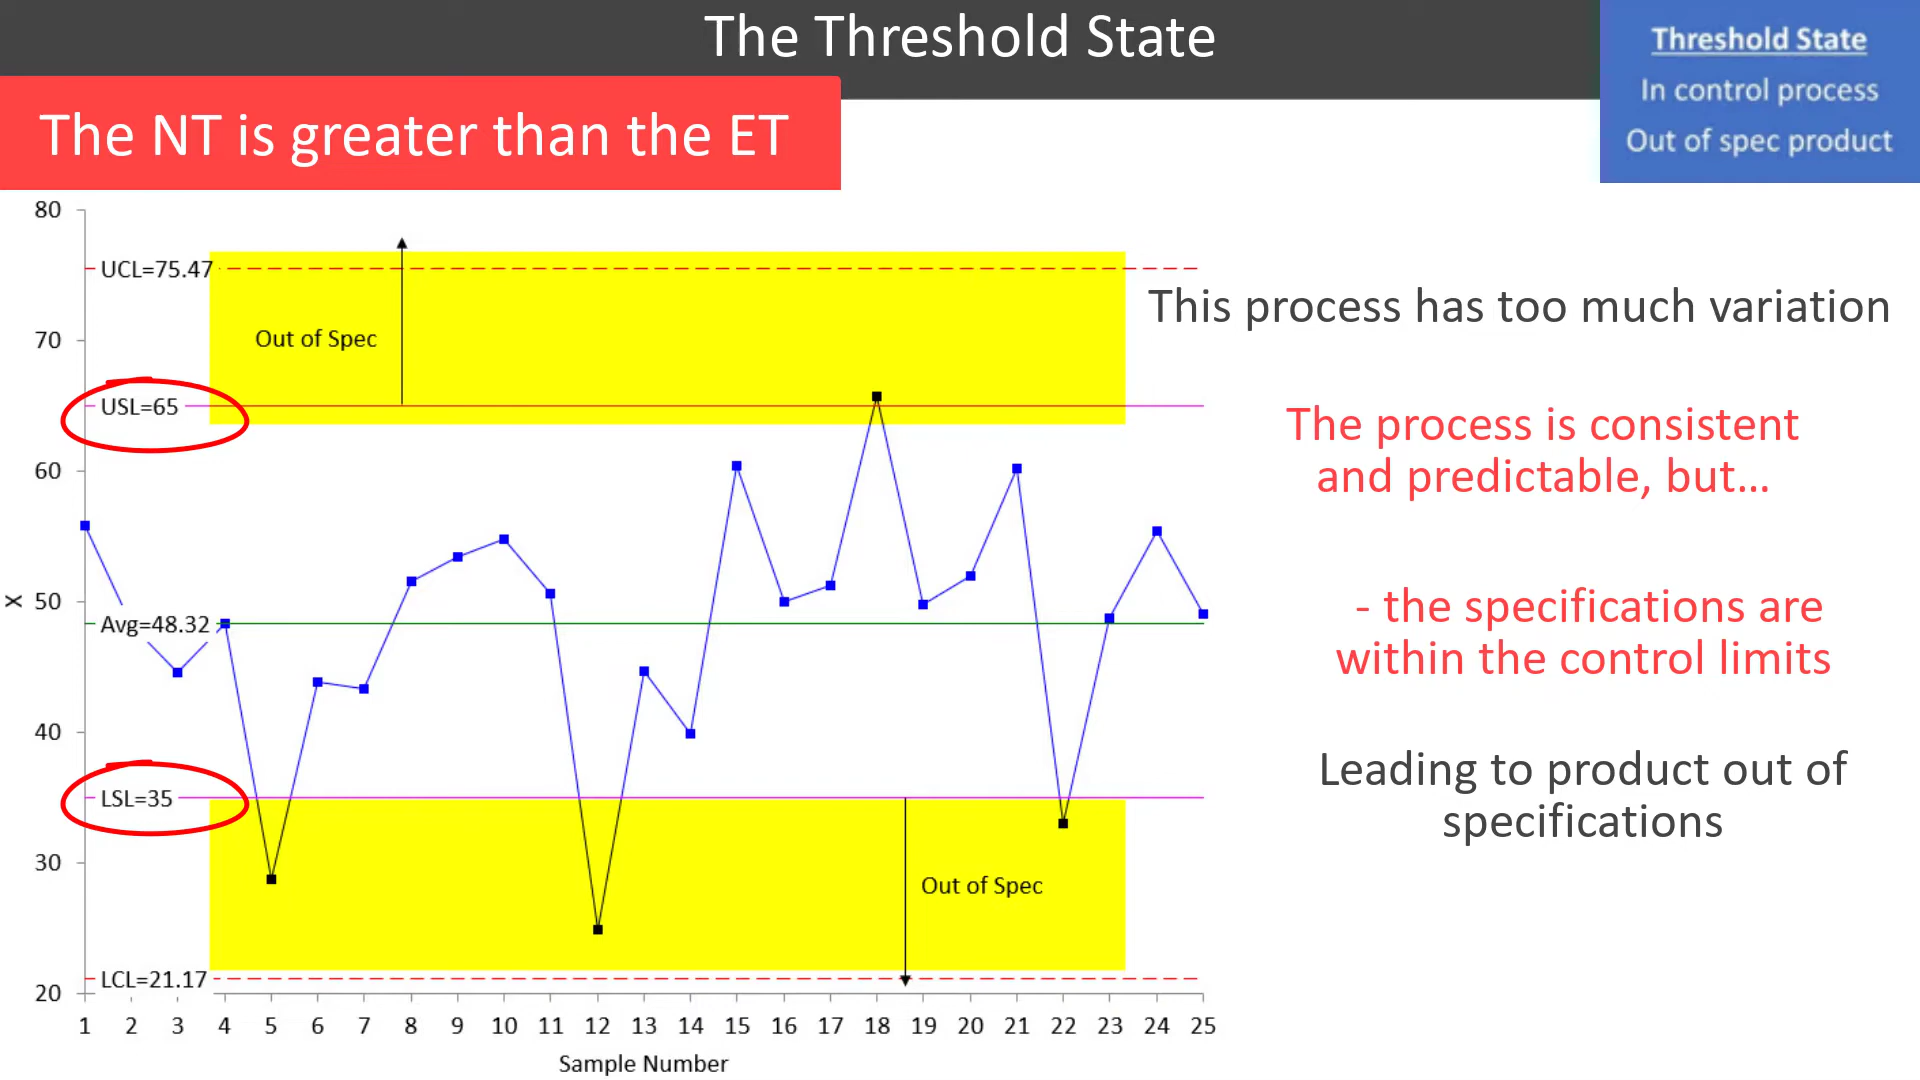 The Threshold State
Threshold State
In control process
Out of spec product
The NT is greater than the ET
80
UCL=75.47
Out of Spec
70
USL=65
60
X
50
Avg=48.32
40
LSL=35
30
Out of Spec
LCL=21.17
20
1 2 3 4 5 6 7 8 9 10 11 12 13 14 15 16 17 18 19 20 21 22 23 24 25
Sample Number
This process has too much variation
The process is consistent
and predictable, but...
- the specifications are
within the control limits
Leading to product out of
specifications